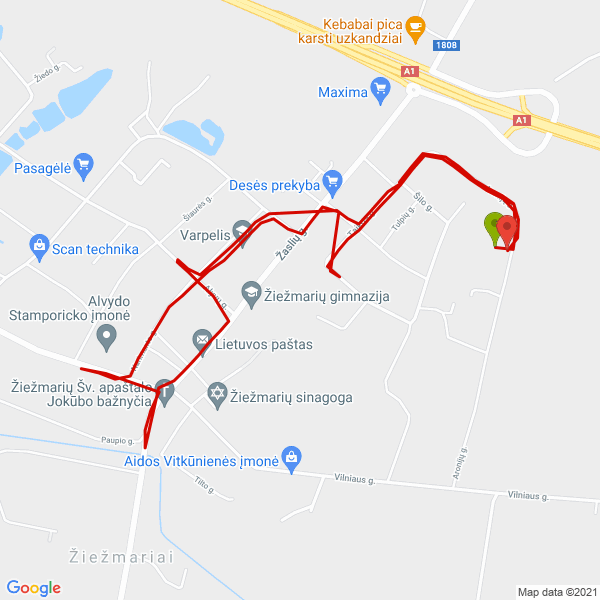 Kebabai pica
karsti uzkandziai
1808
A1
Žiedo g.
Maxima
A1
Pasagėlė
Desės prekyba
Šiaurės g.
Šilo g.
Tulpių g.
Varpelis
Žaslių g.
Scan technika
Žiežmarių gimnazija
Alvydo
Stamporicko įmonė
Lietuvos paštas
Žiežmarių Šv. apaštalo
Jokūbo bažnyčia
Žiežmarių sinagoga
Paupio g.
Aidos Vitkūnienės įmonė
Vilniaus g.
Aronijų g.
Tilto g.
Vilniaus g.
Žiežmariai
Google
Map data ©2021